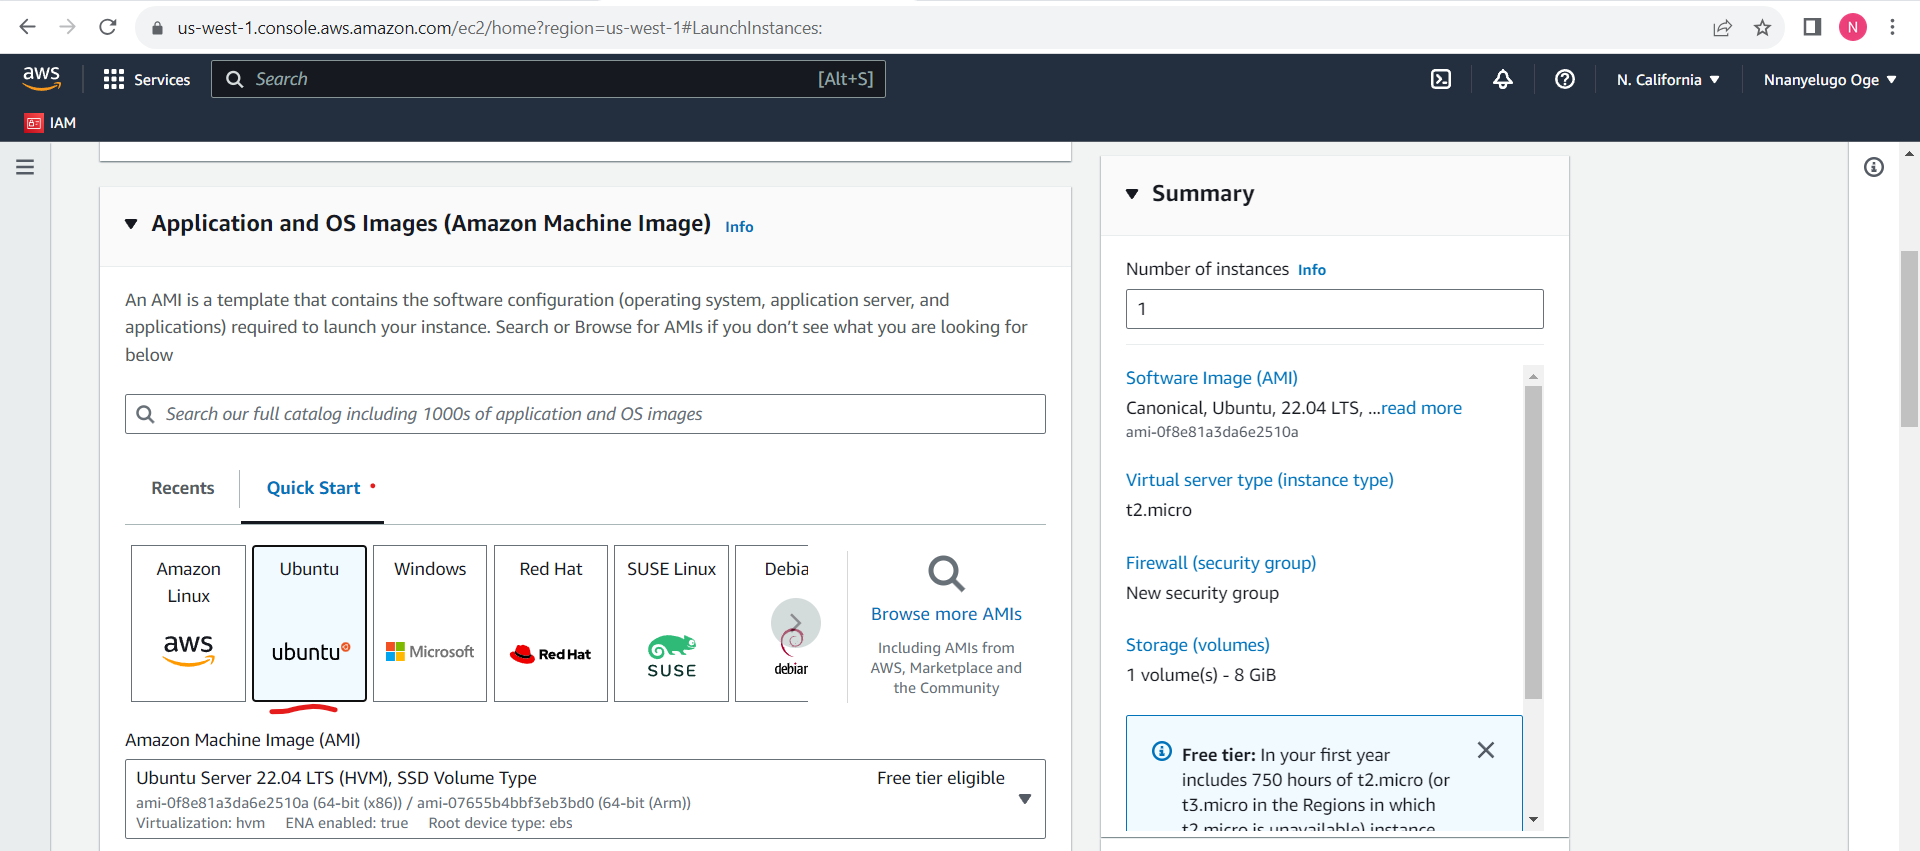 us-west-1.console.aws.amazon.com/ec2/home?region=us-west-1#LaunchInstances:
N
aws
Services
Search
[Alt+S]
N. California
Nnanyelugo Oge
IAM
Application and OS Images (Amazon Machine Image) Info
An AMI is a template that contains the software configuration (operating system, application server, and
applications) required to launch your instance. Search or Browse for AMIs if you don’t see what you are looking for
below
Search our full catalog including 1000s of application and OS images
Recents
Quick Start
Amazon
Linux
aws
Ubuntu
ubuntu
Windows
Microsoft
Red Hat
Red Hat
SUSE Linux
SUSE
Debia
debian
Browse more AMIs
Including AMIs from
AWS, Marketplace and
the Community
Amazon Machine Image (AMI)
Ubuntu Server 22.04 LTS (HVM), SSD Volume Type
Free tier eligible
ami-0f8e81a3da6e2510a (64-bit (x86)) / ami-07655b4bbf3eb3bd0 (64-bit (Arm))
Virtualization: hvm ENA enabled: true Root device type: ebs
Summary
Number of instances Info
1
Software Image (AMI)
Canonical, Ubuntu, 22.04 LTS, ...read more
ami-0f8e81a3da6e2510a
Virtual server type (instance type)
t2.micro
Firewall (security group)
New security group
Storage (volumes)
1 volume(s) - 8 GiB
Free tier: In your first year
includes 750 hours of t2.micro (or
t3.micro in the Regions in which
t2.micro is unavailable) instance